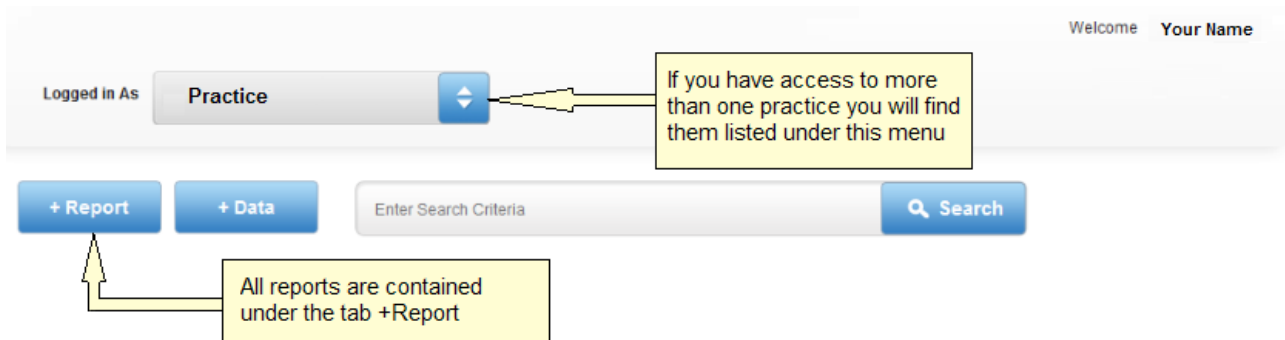 Welcome Your Name
Logged in As Practice
If you have access to more
than one practice you will find
them listed under this menu
+ Report + Data Enter Search Criteria Search
All reports are contained
under the tab +Report